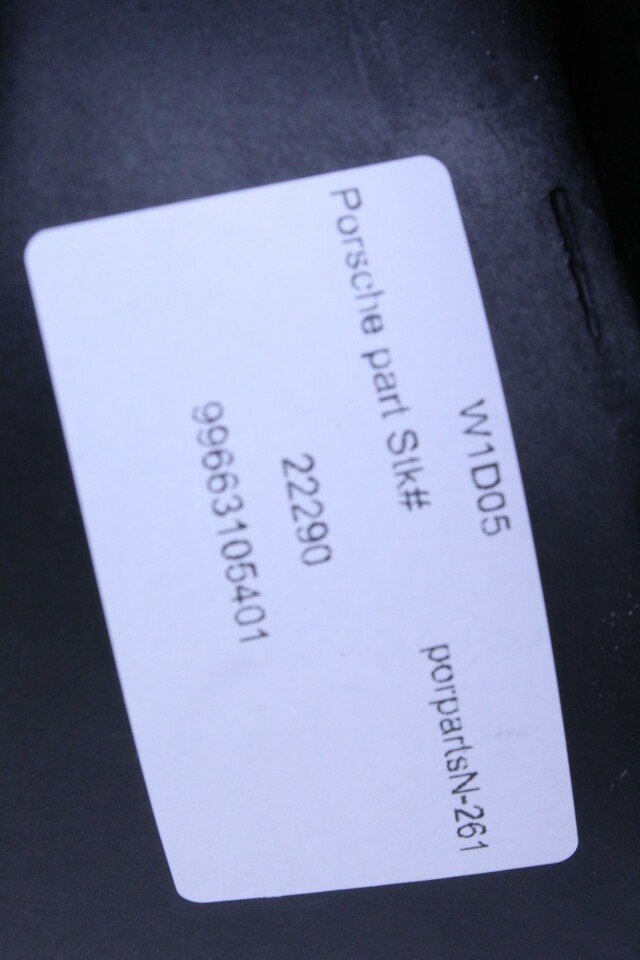 W1D05
porpartsN-261
Porsche part Stk#
22290
99663105401